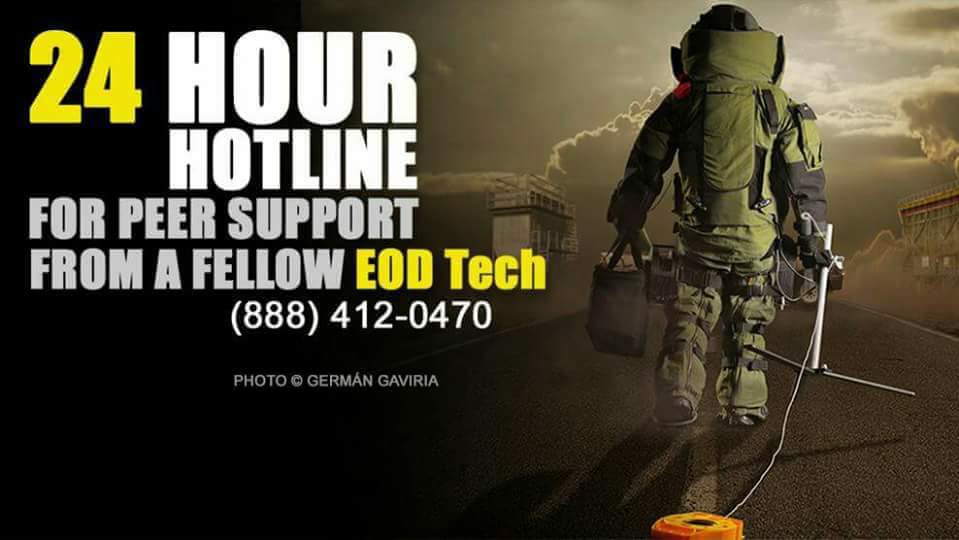 24 HOUR
HOTLINE
FOR PEER SUPPORT
FROM A FELLOW EOD Tech
(888) 412-0470
PHOTO © GERMÁN GAVIRIA